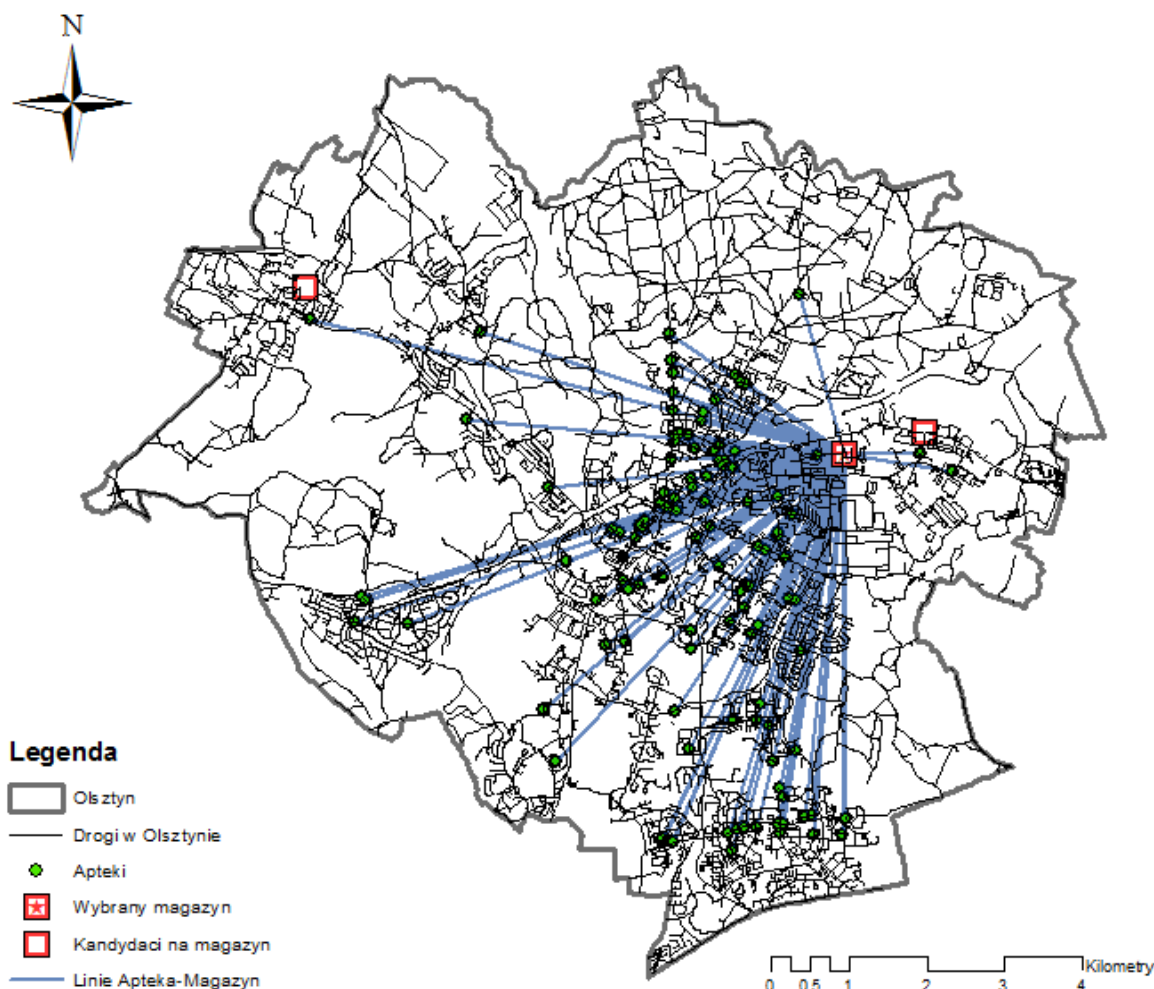 N
Legenda
Olsztyn
Drogi w Olsztynie
Apteki
Wybrany magazyn
Kandydaci na magazyn
Linie Apteka-Magazyn
Kilometry
0 0,5 1 2 3 4